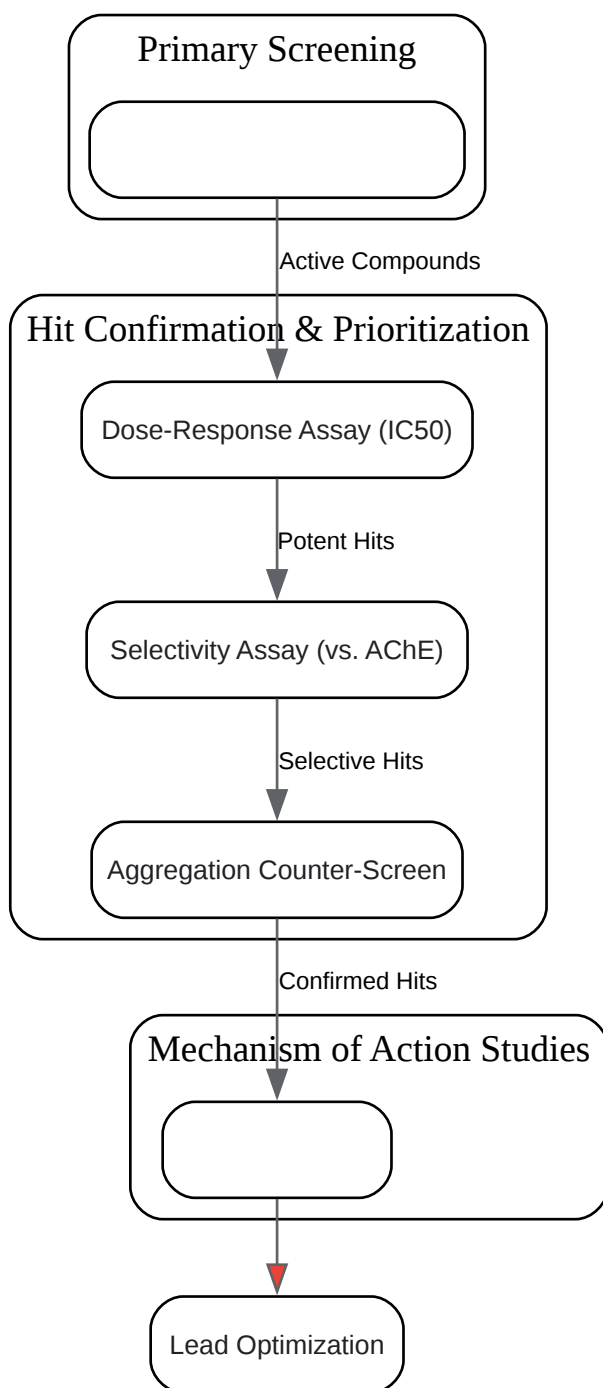 Primary Screening
Active Compounds
Hit Confirmation & Prioritization
Dose-Response Assay (IC50)
Potent Hits
Selectivity Assay (vs. AChE)
Selective Hits
Aggregation Counter-Screen
Confirmed Hits
Mechanism of Action Studies
Lead Optimization